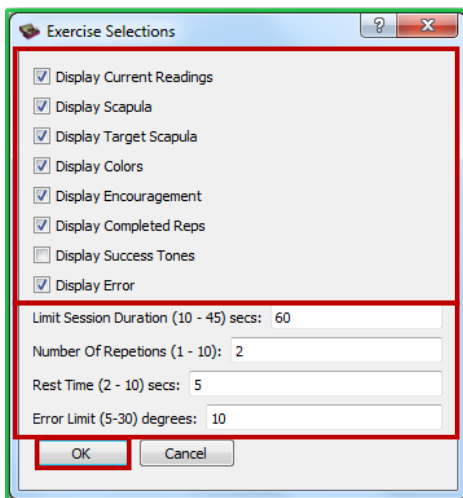 Exercise Selections
Display Current Readings
Display Scapula
Display Target Scapula
Display Colors
Display Encouragement
Display Completed Reps
Display Success Tones
Display Error
Limit Session Duration (10 - 45) secs: 60
Number Of Repetions (1 - 10): 2
Rest Time (2 - 10) secs: 5
Error Limit (5-30) degrees: 10
OK Cancel